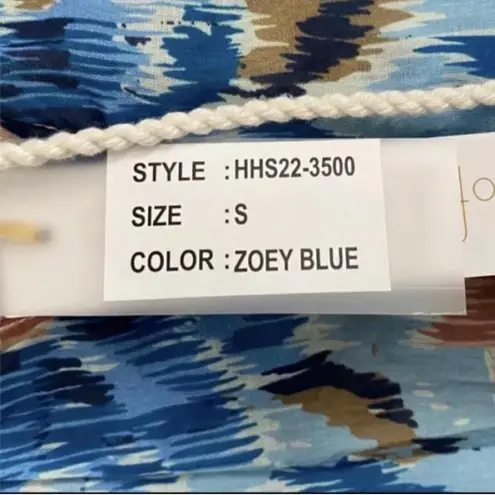 STYLE : HHS22-3500
SIZE : S
COLOR : ZOEY BLUE